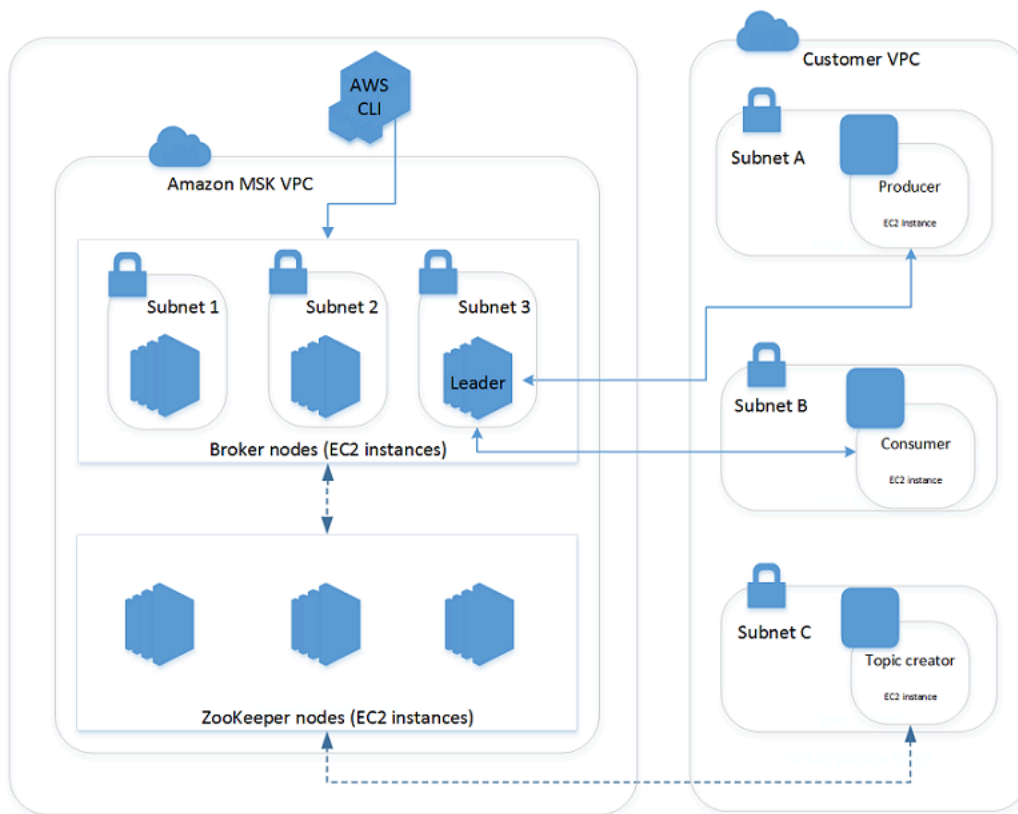 AWS
CLI
Amazon MSK VPC
Subnet 1
Subnet 2
Subnet 3
Leader
Broker nodes (EC2 instances)
ZooKeeper nodes (EC2 instances)
Customer VPC
Subnet A
Producer
EC2 Instance
Subnet B
Consumer
EC2 instance
Subnet C
Topic creator
EC2 instance